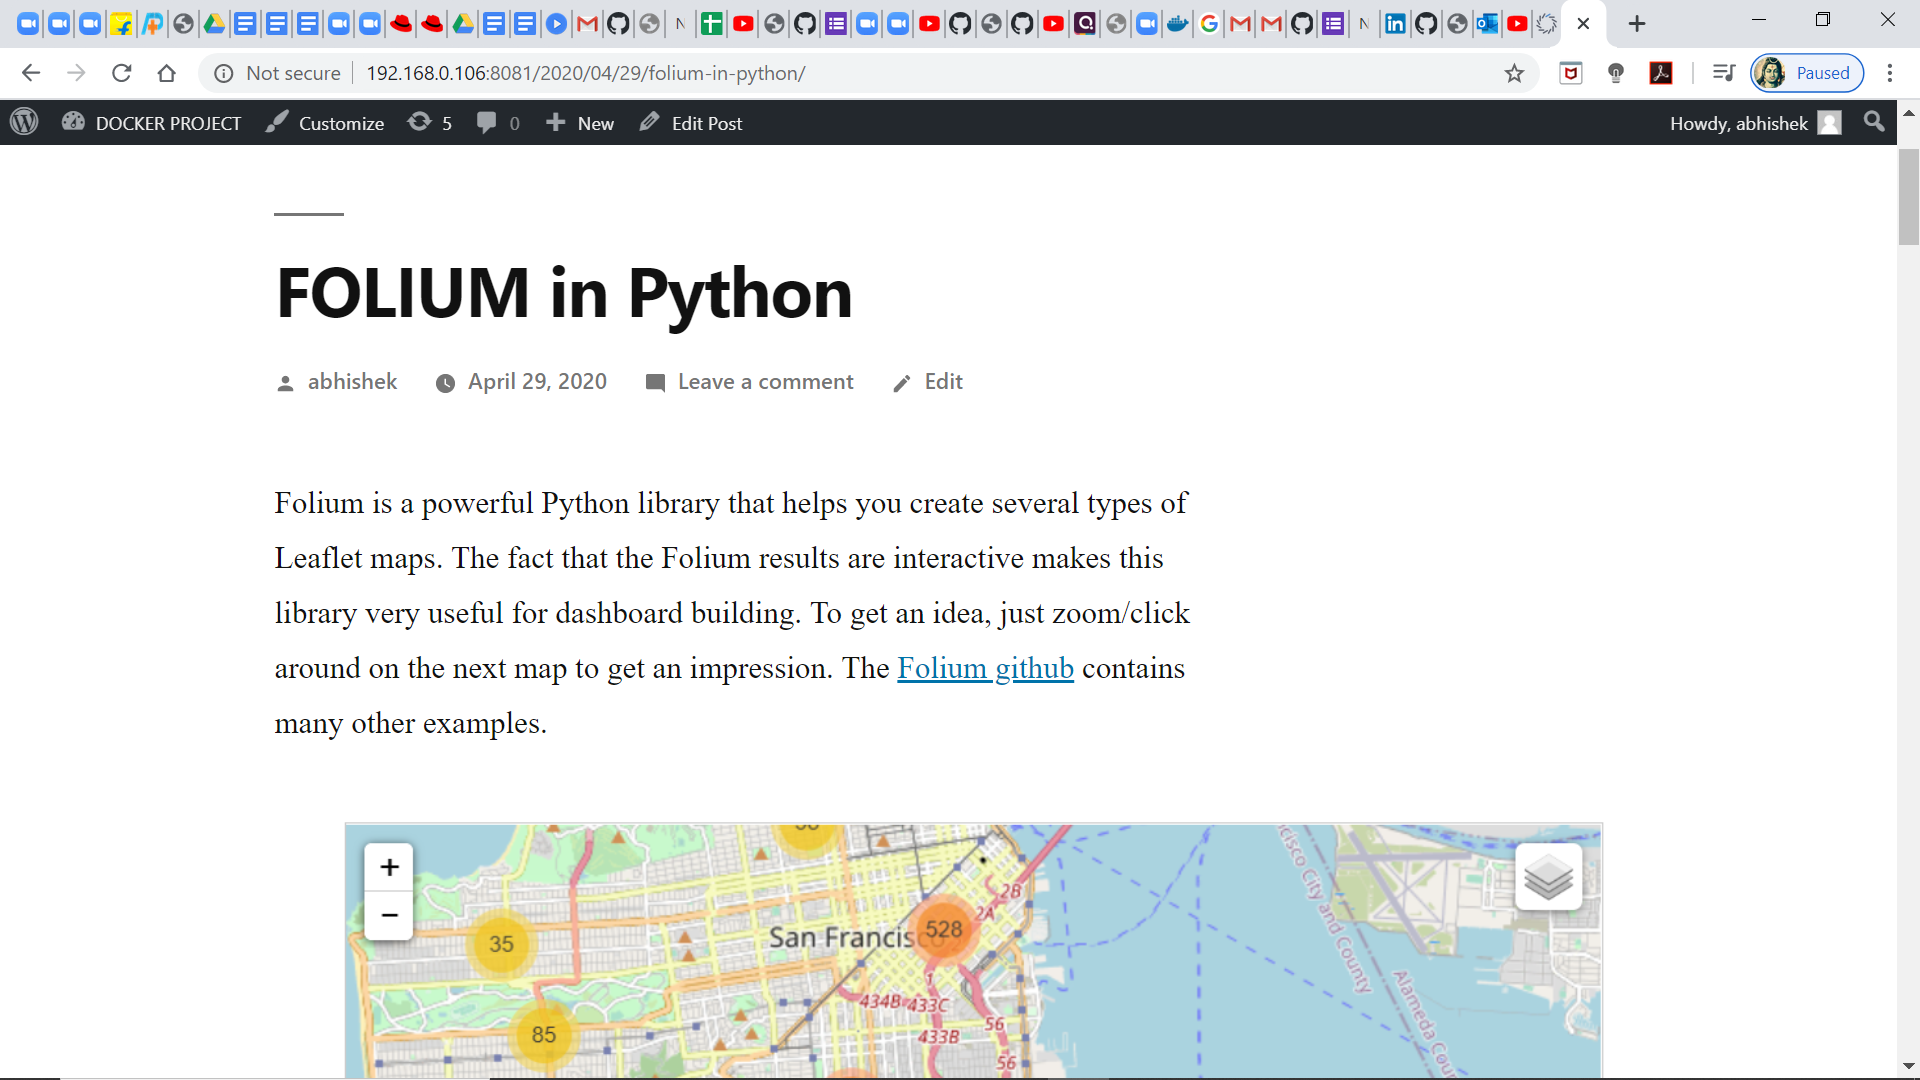 Not secure
192.168.0.106:8081/2020/04/29/folium-in-python/
Paused
DOCKER PROJECT
Customize
5
0
New
Edit Post
Howdy, abhishek
FOLIUM in Python
abhishek
April 29, 2020
Leave a comment
Edit
Folium is a powerful Python library that helps you create several types of
Leaflet maps. The fact that the Folium results are interactive makes this
library very useful for dashboard building. To get an idea, just zoom/click
around on the next map to get an impression. The Folium github contains
many other examples.
+
−
35
San Francisc
528
2B
2A
1
434B
433C
433B
56
56
85
cisco City and County
Alameda Cou